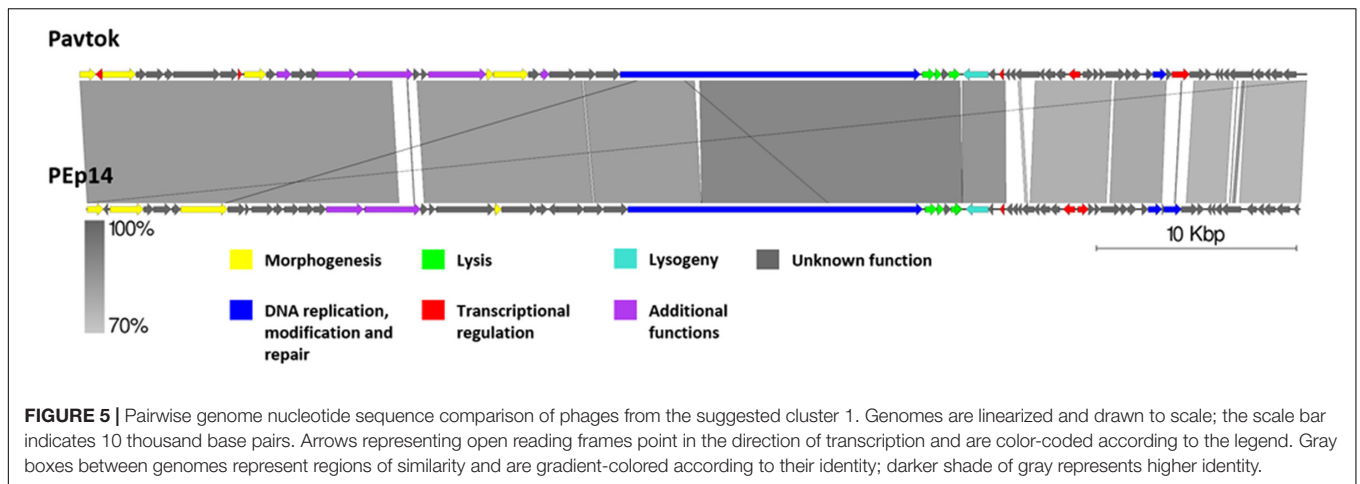 Pavtok
PEp14
100%
70%
10 Kbp
Morphogenesis
Lysis
Lysogeny
Unknown function
DNA replication,
modification and
repair
Transcriptional
regulation
Additional
functions
FIGURE 5 | Pairwise genome nucleotide sequence comparison of phages from the suggested cluster 1. Genomes are linearized and drawn to scale; the scale bar
indicates 10 thousand base pairs. Arrows representing open reading frames point in the direction of transcription and are color-coded according to the legend. Gray
boxes between genomes represent regions of similarity and are gradient-colored according to their identity; darker shade of gray represents higher identity.